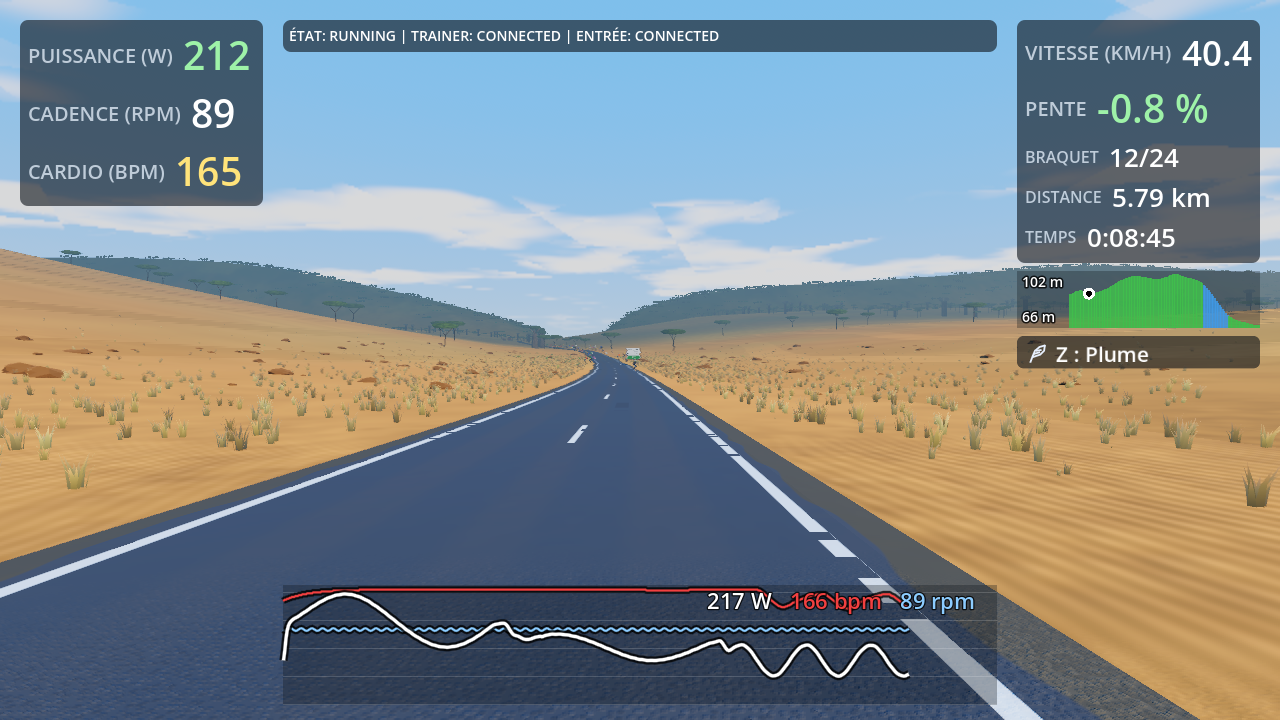 PUISSANCE (W) 212
CADENCE (RPM) 89
CARDIO (BPM) 165
ÉTAT: RUNNING | TRAINER: CONNECTED | ENTRÉE: CONNECTED
VITESSE (KM/H) 40.4
PENTE -0.8 %
BRAQUET 12/24
DISTANCE 5.79 km
TEMPS 0:08:45
102 m
66 m
Z : Plume
217 W 166 bpm 89 rpm